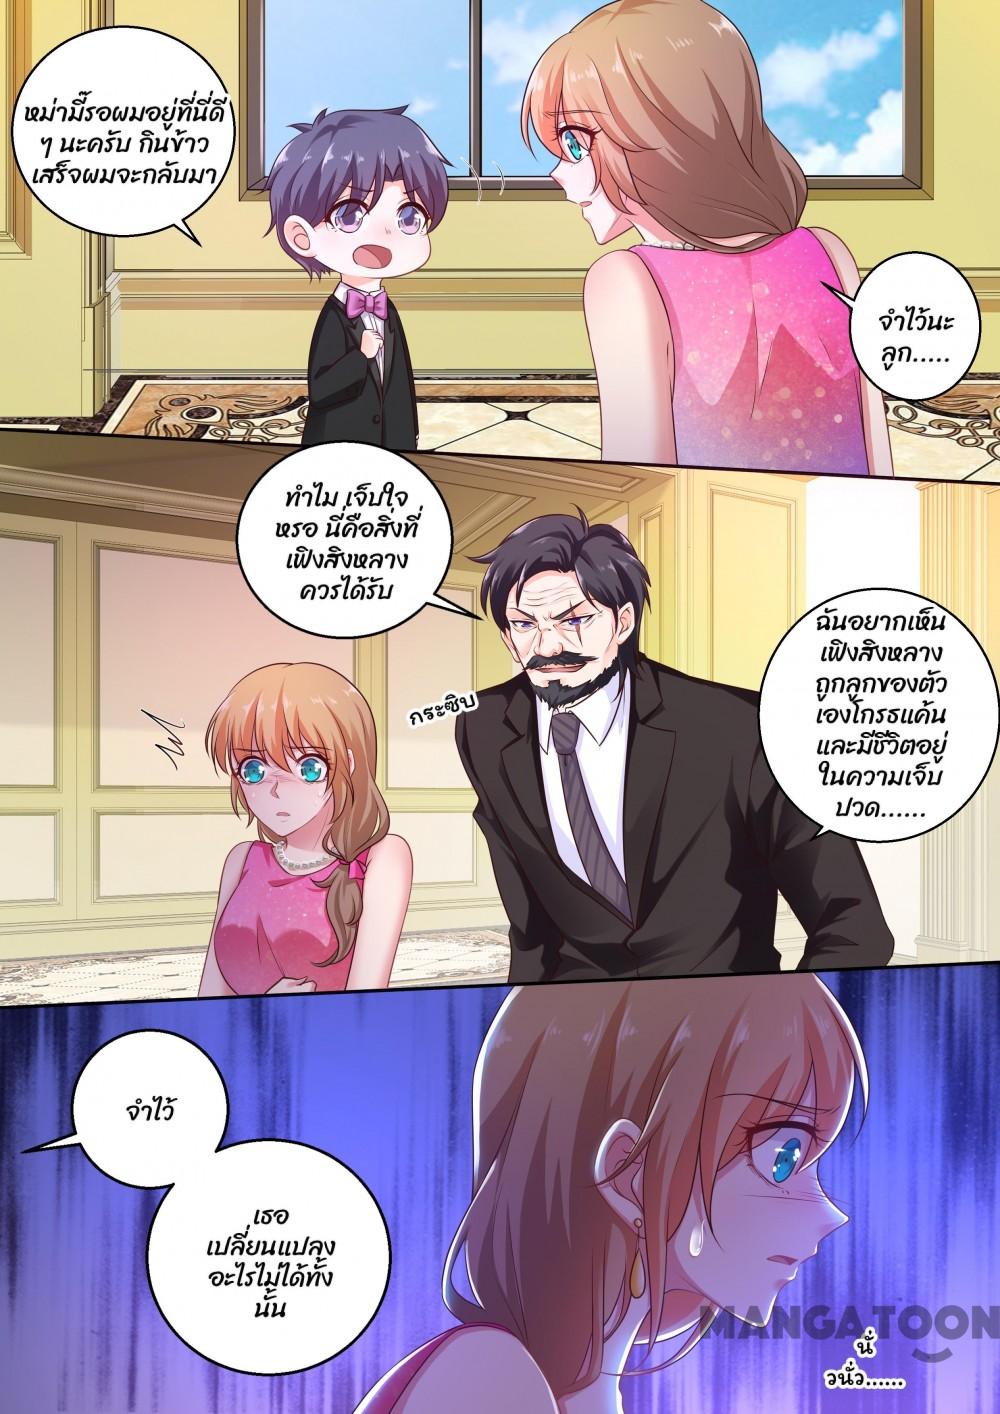 หม่ามี๊รอผมอยู่ที่นี่ดี
ๆ นะครับ กินข้าว
เสร็จผมจะกลับมา
จำไว้นะ
ลูก.....
ทำไม เจ็บใจ
หรอ นี่คือสิ่งที่
เฟิงสิงหลาง
ควรได้รับ
กระซิบ
ฉันอยากเห็น
เฟิงสิงหลาง
ถูกลูกของตัว
เองโกรธแค้น
และมีชีวิตอยู่
ในความเจ็บ
ปวด......
จำไว้
เธอ
เปลี่ยนแปลง
อะไรไม่ได้ทั้ง
นั้น
MANGATOON
นั่
วนั่ว......